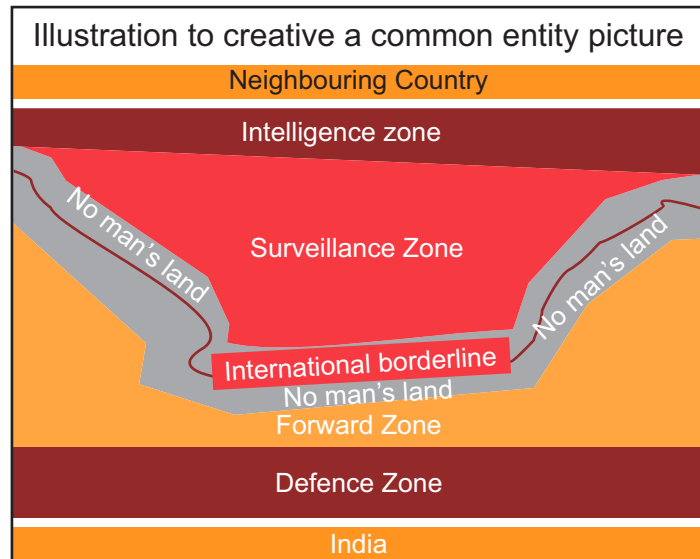 Illustration to creative a common entity picture
Neighbouring Country
Intelligence zone
No man's land
Surveillance Zone
No man's land
International borderline
No man's land
Forward Zone
Defence Zone
India